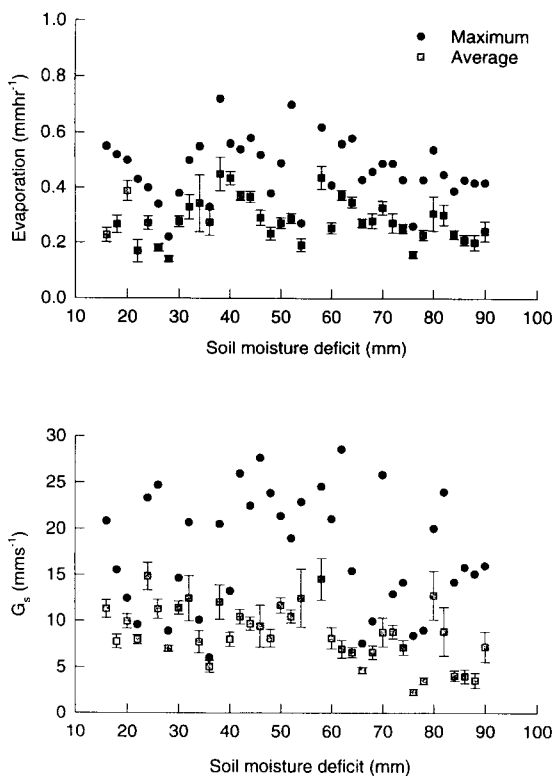 1.0
0.8
0.6
0.4
0.2
0.0
Evaporation (mmhr⁻¹)
Maximum
Average
10 20 30 40 50 60 70 80 90 100
Soil moisture deficit (mm)
30
25
20
15
10
5
0
Gₛ (mms⁻¹)
10 20 30 40 50 60 70 80 90 100
Soil moisture deficit (mm)